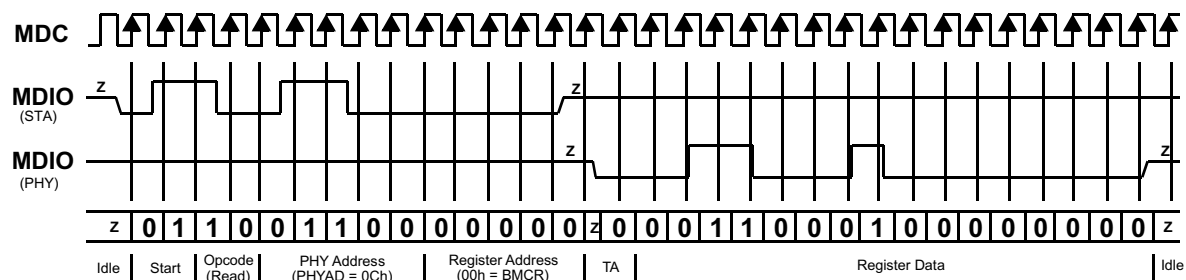 MDC
z z
MDIO
(STA)
MDIO z z
(PHY)
z 0 1 1 0 0 1 1 0 0 0 0 0 0 0 z 0 0 0 1 1 0 0 0 1 0 0 0 0 0 0 0 0 z
Idle Start Opcode PHY Address Register Address TA Register Data Idle
(Read) (PHYAD = 0Ch) (00h = BMCR)